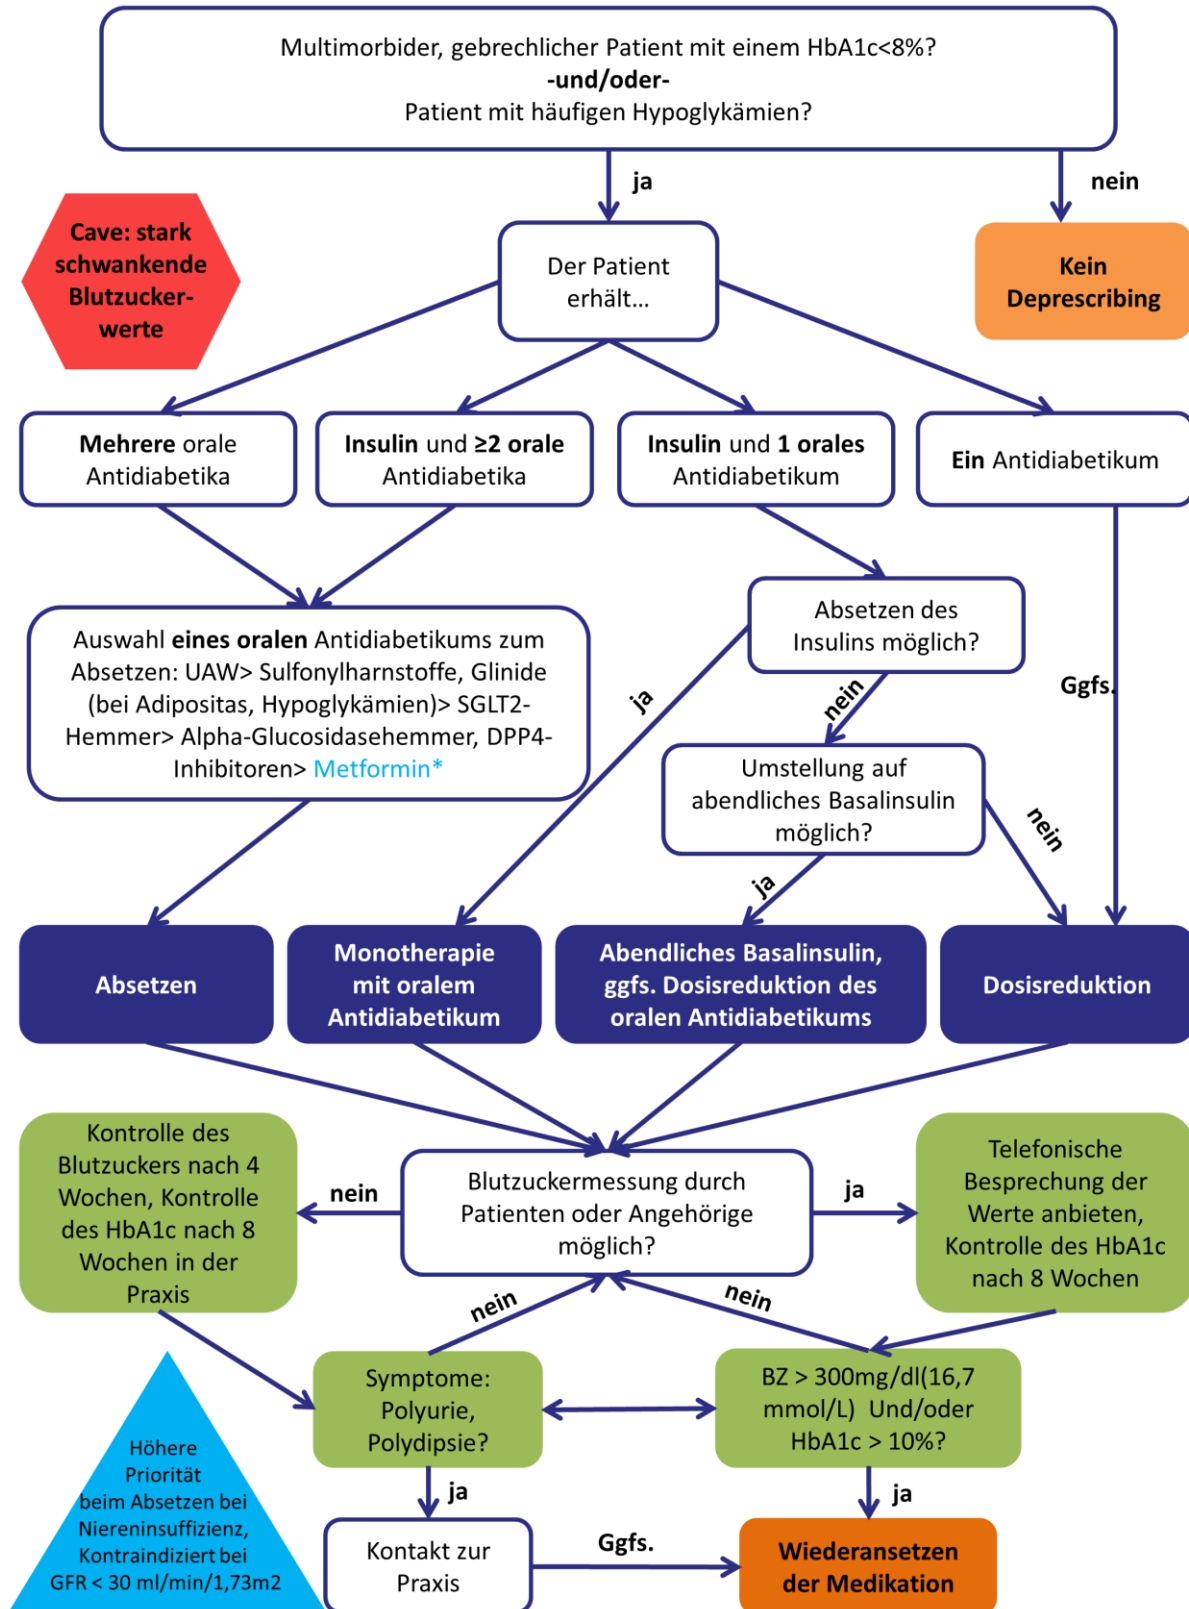 Multimorbider, gebrechlicher Patient mit einem HbA1c<8%?
-und/oder-
Patient mit häufigen Hypoglykämien?
ja
nein
Cave: stark
schwankende
Blutzucker-
werte
Der Patient
erhält...
Kein
Deprescribing
Mehrere orale
Antidiabetika
Insulin und ≥2 orale
Antidiabetika
Insulin und 1 orales
Antidiabetikum
Ein Antidiabetikum
Auswahl eines oralen Antidiabetikums zum
Absetzen: UAW> Sulfonylharnstoffe, Glinide
(bei Adipositas, Hypoglykämien)> SGLT2-
Hemmer> Alpha-Glucosidasehemmer, DPP4-
Inhibitoren> Metformin*
Absetzen des
Insulins möglich?
ja
nein
Ggfs.
Umstellung auf
abendliches Basalinsulin
möglich?
ja
nein
Absetzen
Monotherapie
mit oralem
Antidiabetikum
Abendliches Basalinsulin,
ggfs. Dosisreduktion des
oralen Antidiabetikums
Dosisreduktion
Kontrolle des
Blutzuckers nach 4
Wochen, Kontrolle
des HbA1c nach 8
Wochen in der
Praxis
nein
Blutzuckermessung durch
Patienten oder Angehörige
möglich?
ja
Telefonische
Besprechung der
Werte anbieten,
Kontrolle des HbA1c
nach 8 Wochen
nein
nein
Symptome:
Polyurie,
Polydipsie?
BZ > 300mg/dl(16,7
mmol/L) Und/oder
HbA1c > 10%?
Höhere
Priorität
beim Absetzen bei
Niereninsuffizienz,
Kontraindiziert bei
GFR < 30 ml/min/1,73m2
ja
ja
Kontakt zur
Praxis
Ggfs.
Wiederansetzen
der Medikation